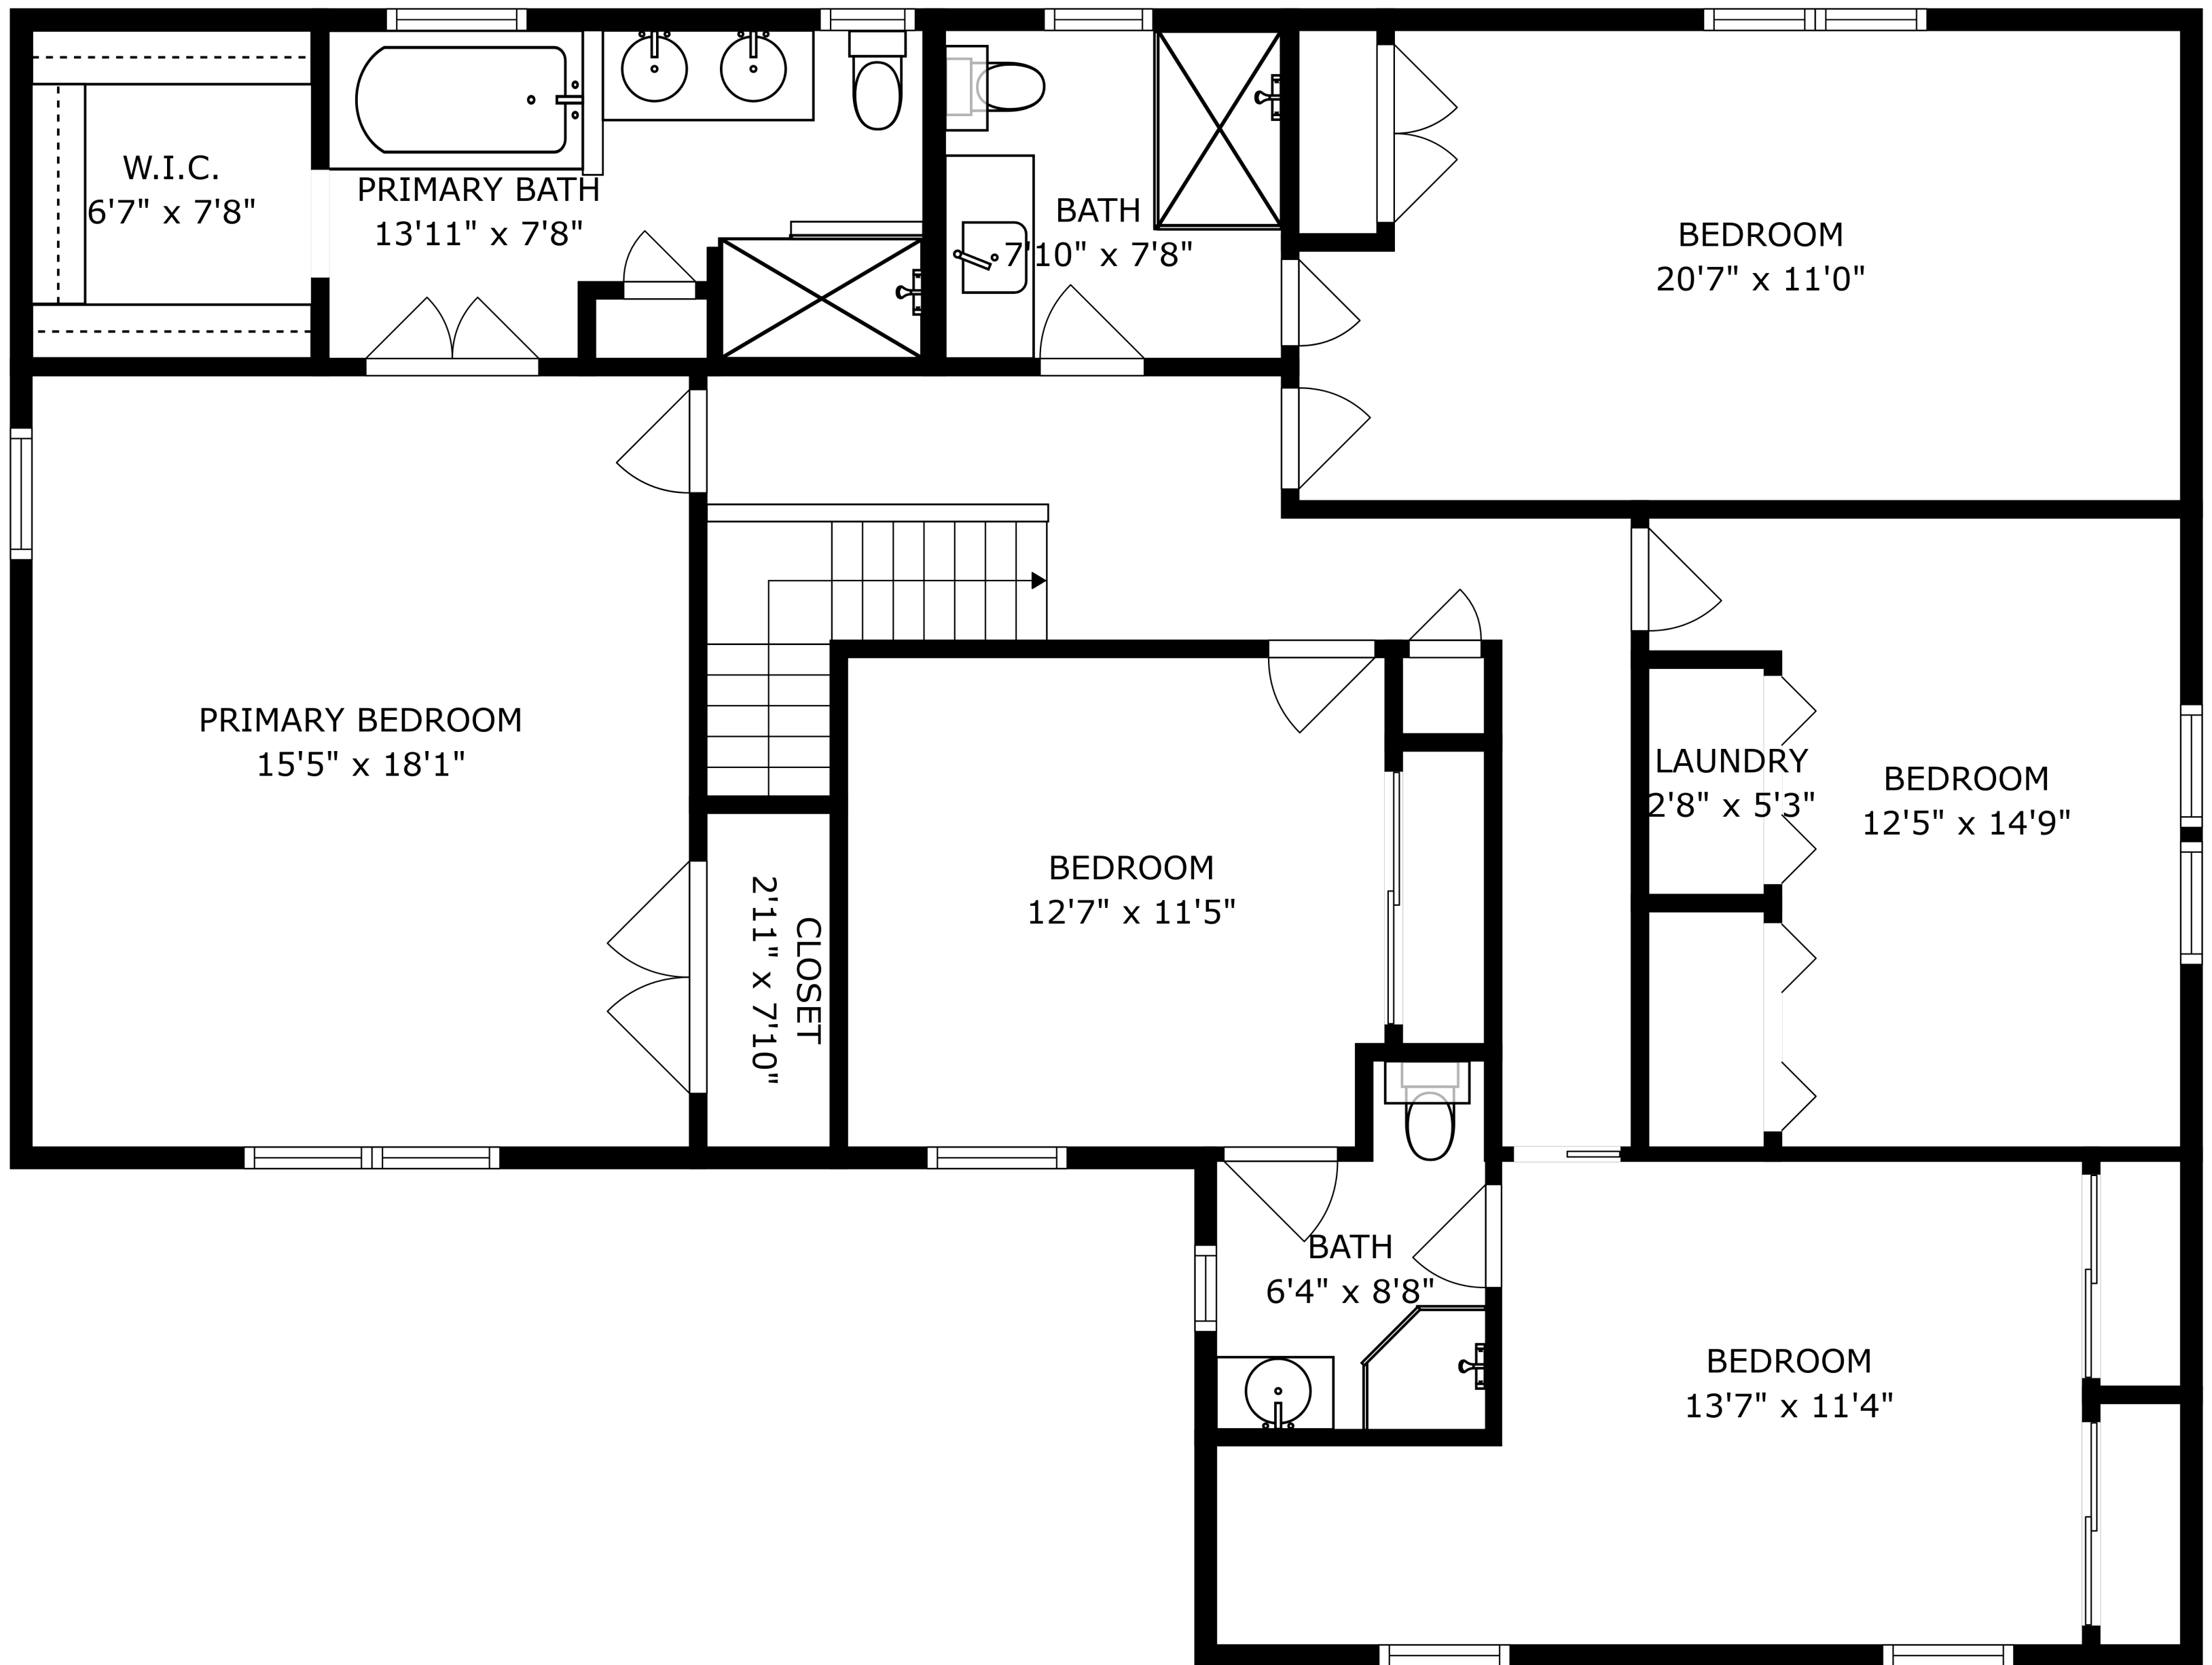 W.I.C.
6'7" x 7'8"
PRIMARY BATH
13'11" x 7'8"
BATH
7'10" x 7'8"
BEDROOM
20'7" x 11'0"
PRIMARY BEDROOM
15'5" x 18'1"
LAUNDRY
2'8" x 5'3"
BEDROOM
12'5" x 14'9"
BEDROOM
12'7" x 11'5"
CLOSET
2'11" x 7'10"
BATH
6'4" x 8'8"
BEDROOM
13'7" x 11'4"